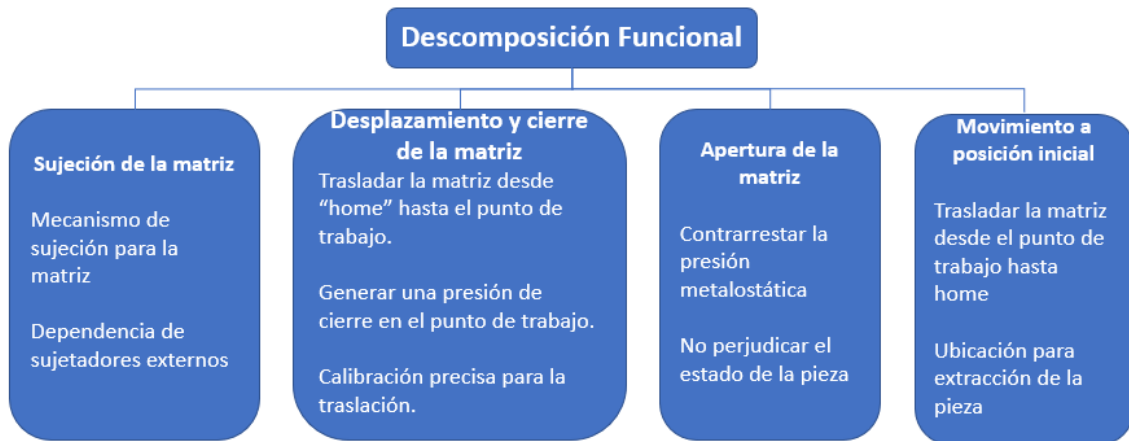 Descomposición Funcional
Sujeción de la matriz
Mecanismo de
sujeción para la
matriz
Dependencia de
sujetadores externos
Desplazamiento y cierre
de la matriz
Trasladar la matriz desde
“home” hasta el punto de
trabajo.
Generar una presión de
cierre en el punto de trabajo.
Calibración precisa para la
traslación.
Apertura de la
matriz
Contrarrestar la
presión
metalostática
No perjudicar el
estado de la pieza
Movimiento a
posición inicial
Trasladar la matriz
desde el punto de
trabajo hasta
home
Ubicación para
extracción de la
pieza